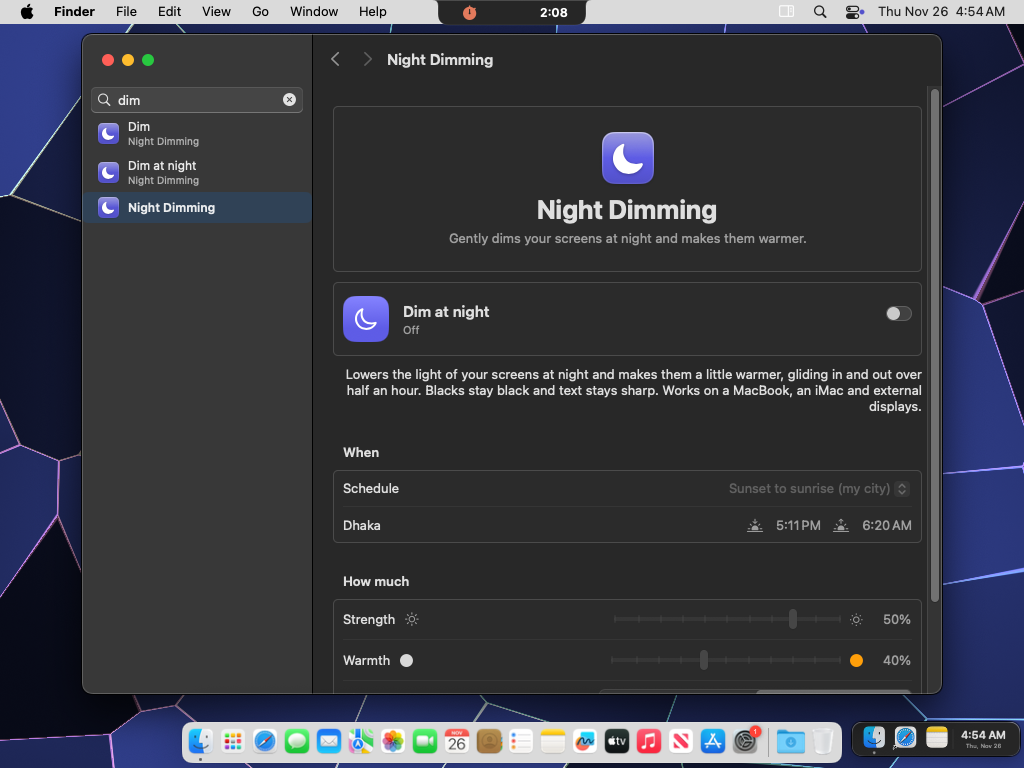 Finder File Edit View Go Window Help
2:08
Thu Nov 26 4:54 AM
Night Dimming
dim
Dim
Night Dimming
Dim at night
Night Dimming
Night Dimming
Night Dimming
Gently dims your screens at night and makes them warmer.
Dim at night
Off
Lowers the light of your screens at night and makes them a little warmer, gliding in and out over
half an hour. Blacks stay black and text stays sharp. Works on a MacBook, an iMac and external
displays.
When
Schedule Sunset to sunrise (my city)
Dhaka 5:11 PM 6:20 AM
How much
Strength 50%
Warmth 40%
NOV
26
tv
1
4:54 AM
Thu, Nov 26